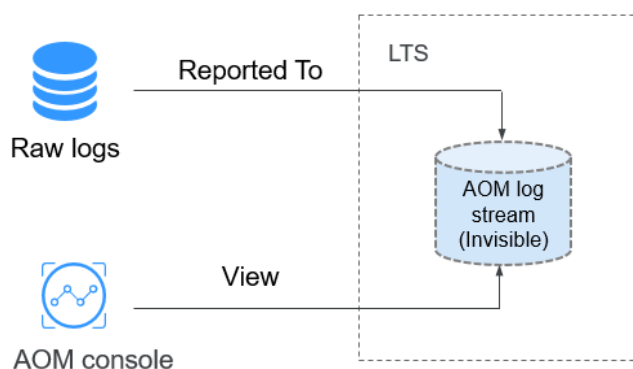 Reported To
LTS
Raw logs
AOM log
stream
(Invisible)
View
AOM console